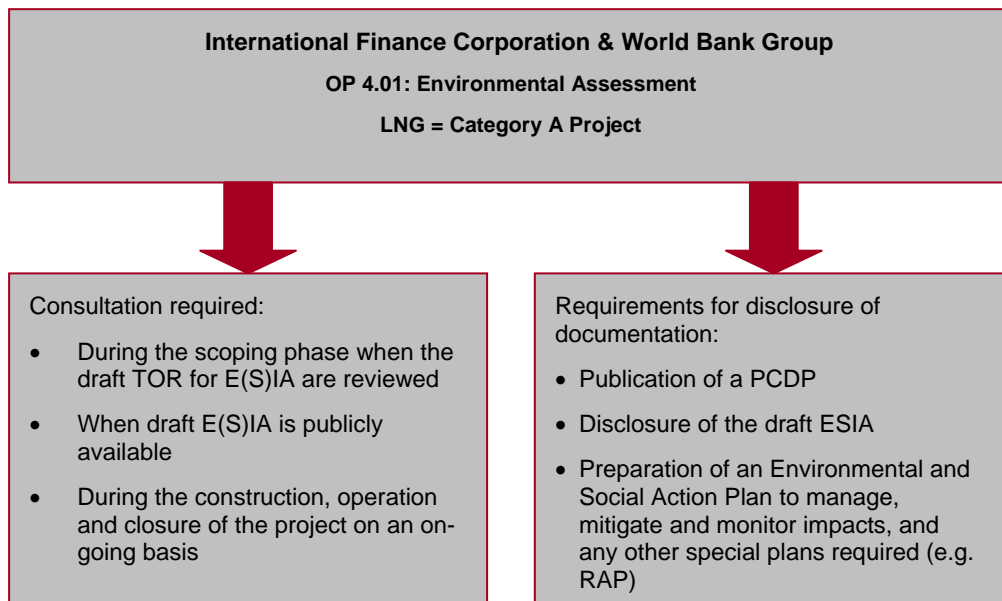 International Finance Corporation & World Bank Group
OP 4.01: Environmental Assessment
LNG = Category A Project
Consultation required:
• During the scoping phase when the
draft TOR for E(S)IA are reviewed
• When draft E(S)IA is publicly
available
• During the construction, operation
and closure of the project on an on-
going basis
Requirements for disclosure of
documentation:
• Publication of a PCDP
• Disclosure of the draft ESIA
• Preparation of an Environmental and
Social Action Plan to manage,
mitigate and monitor impacts, and
any other special plans required (e.g.
RAP)